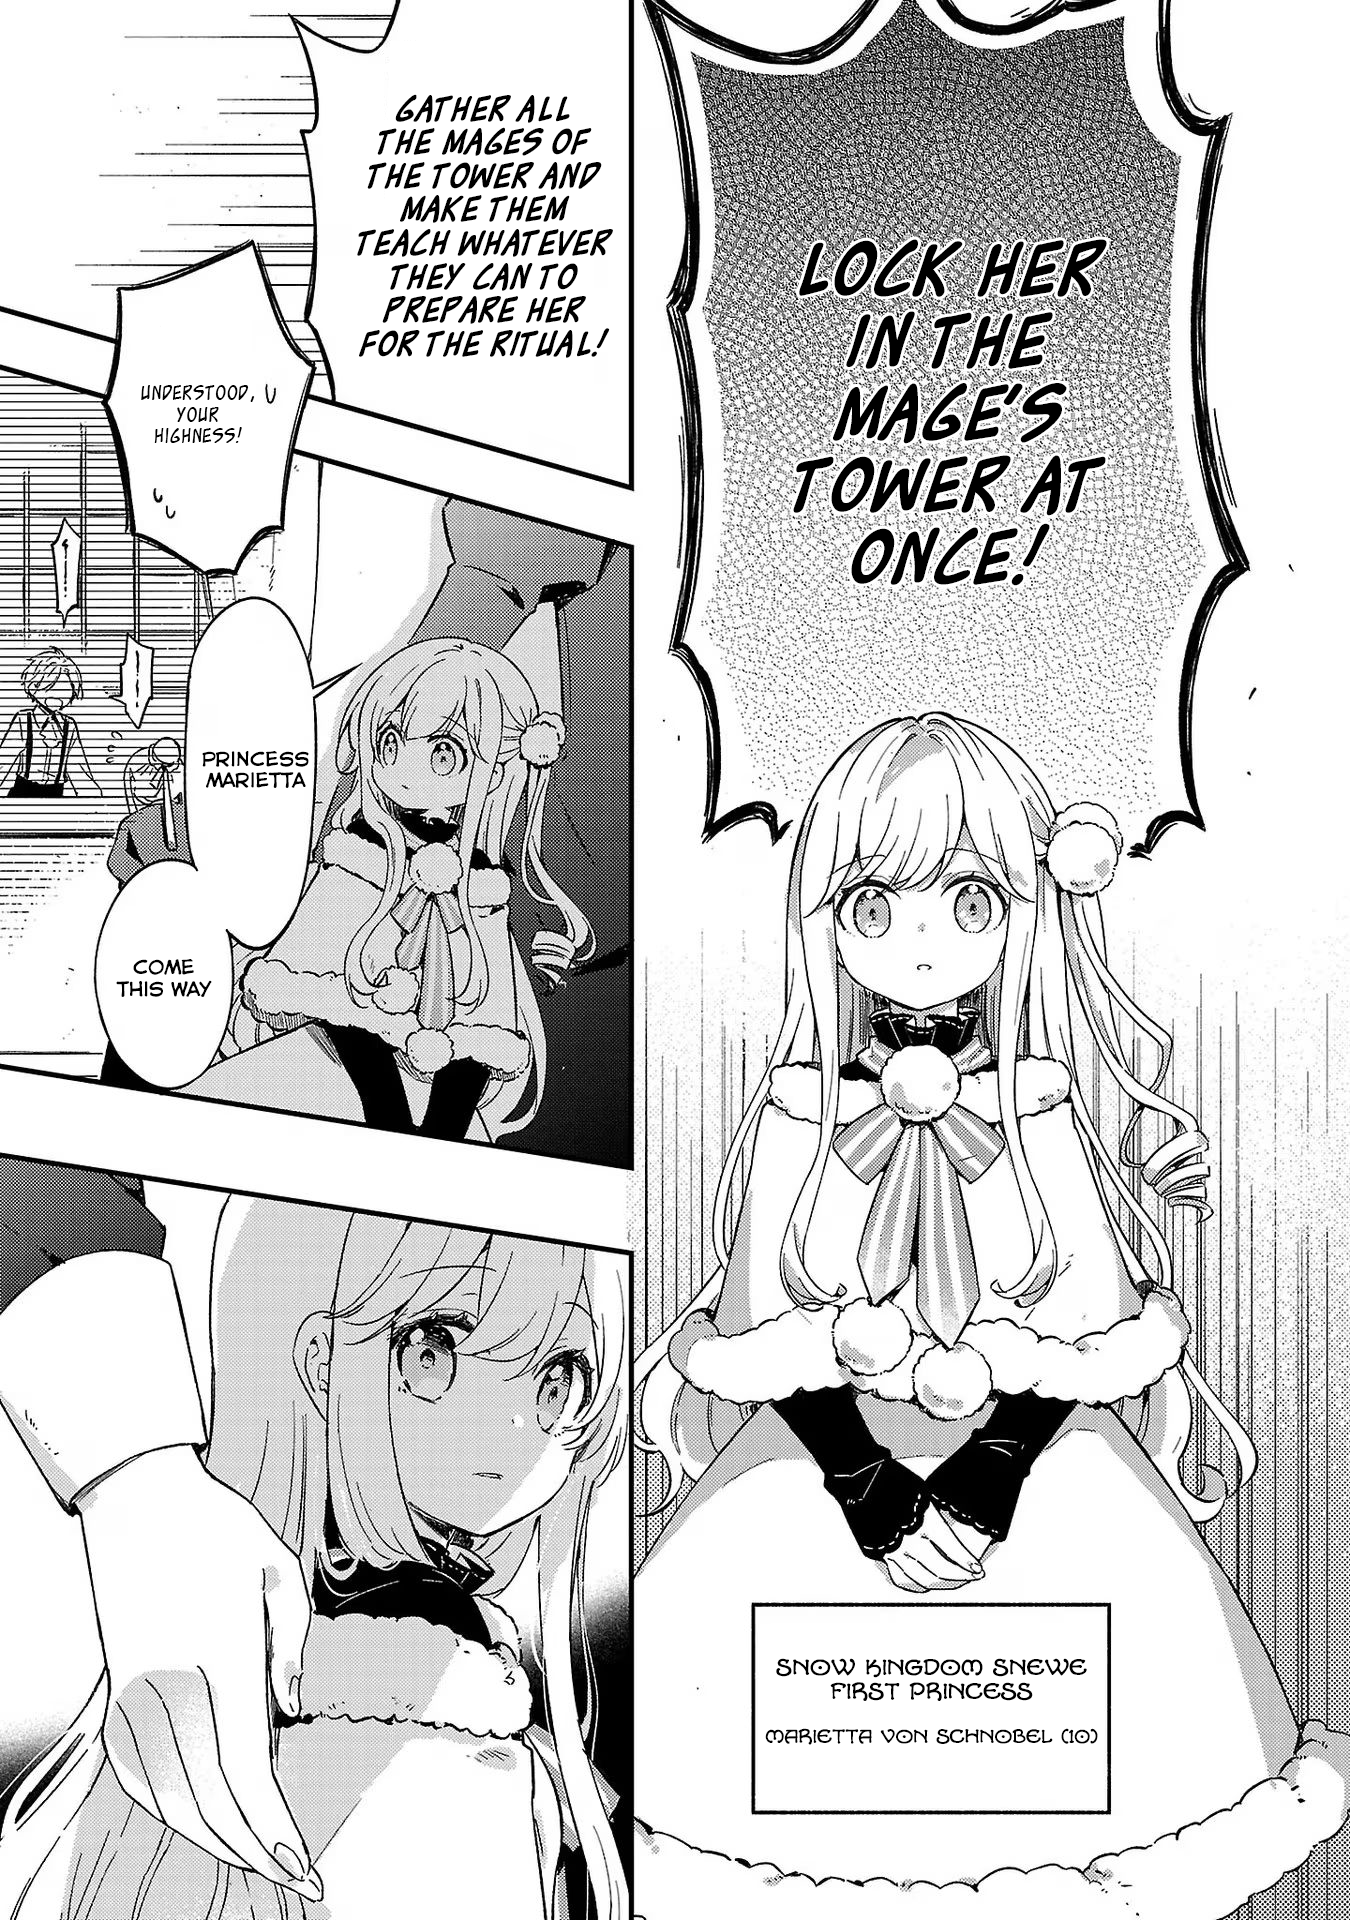 LOCK HER
IN THE
MAGE'S
TOWER AT
ONCE!
SNOW KINGDOM SNEWE
FIRST PRINCESS
MARIETTA VON SCHNOBEL (10)
GATHER ALL
THE MAGES OF
THE TOWER AND
MAKE THEM
TEACH WHATEVER
THEY CAN TO
PREPARE HER
FOR THE RITUAL!
UNDERSTOOD,
YOUR
HIGHNESS!
PRINCESS
MARIETTA
COME
THIS WAY